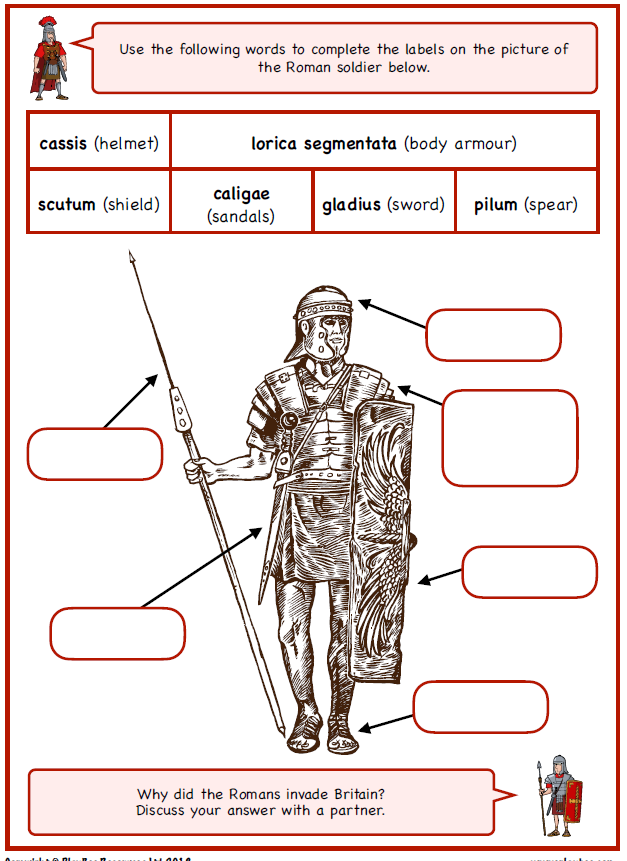 Use the following words to complete the labels on the picture of
the Roman soldier below.
cassis (helmet) lorica segmentata (body armour)
scutum (shield) caligae (sandals) gladius (sword) pilum (spear)
Why did the Romans invade Britain?
Discuss your answer with a partner.